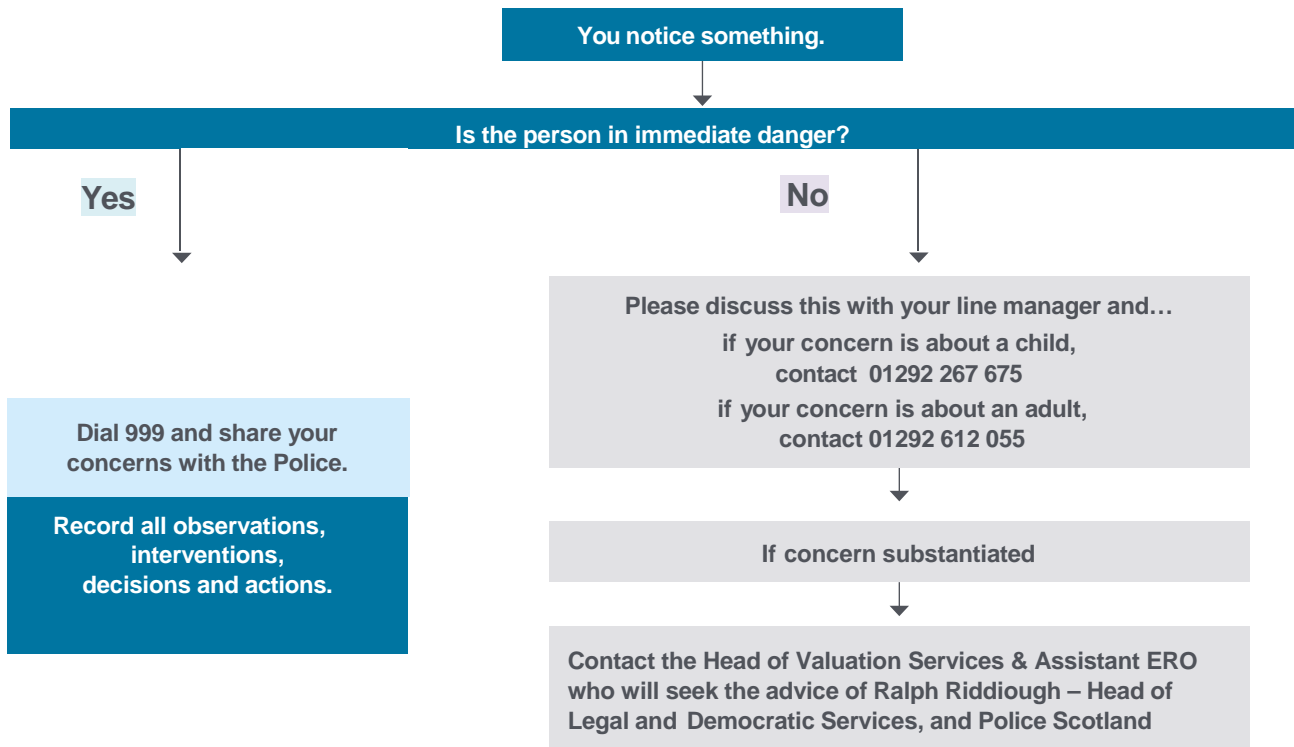 You notice something.
Is the person in immediate danger?
Yes
No
Dial 999 and share your
concerns with the Police.
Record all observations,
interventions,
decisions and actions.
Please discuss this with your line manager and…
if your concern is about a child,
contact 01292 267 675
if your concern is about an adult,
contact 01292 612 055
If concern substantiated
Contact the Head of Valuation Services & Assistant ERO
who will seek the advice of Ralph Riddiough – Head of
Legal and Democratic Services, and Police Scotland